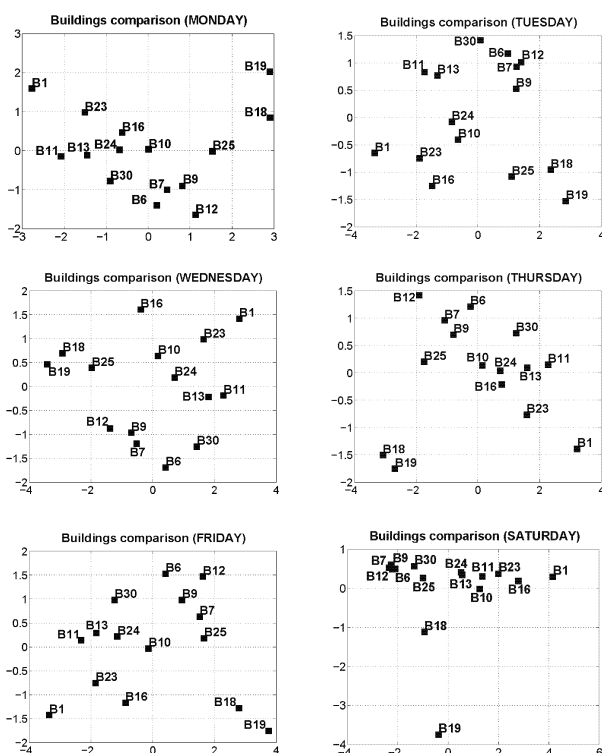 Buildings comparison (MONDAY)
3
B19
2
B1
B18
B23
1
B16
B11 B13 B24 B10 B25
0
B30
B7 B9
−1
B6 B12
−2
−3 −2 −1 0 1 2 3
Buildings comparison (TUESDAY)
1.5
B30
B6 B12
1
B11 B13 B7
B9
0.5
B24
0
B10
−0.5
B1 B23
−1
B25 B18
B16
B19
−1.5
−2
−4 −2 0 2 4
Buildings comparison (WEDNESDAY)
2
B16
1.5
B1
B23
1
B18 B10
0.5
B19 B25 B24
0
B13 B11
−0.5
B12 B9
−1
B7 B30
−1.5
B6
−2
−4 −2 0 2 4
Buildings comparison (THURSDAY)
1.5
B12 B6
B7
1
B9 B30
0.5
B25 B10 B24 B11
0
B16 B13
−0.5
B23
−1
B18 B1
−1.5
B19
−2
−4 −2 0 2 4
Buildings comparison (FRIDAY)
2
B6 B12
1.5
B30 B9
1
B7
0.5
B11 B13 B24 B25
0
B10
−0.5
B23
−1
B16
B1 B18
−1.5
B19
−2
Buildings comparison (SATURDAY)
1
B7 B9 B30 B24 B11 B23 B1
B12 B6 B25 B13 B10 B16
0
−1
B18
−2
−3
B19
−4
−4 −2 0 2 4 6